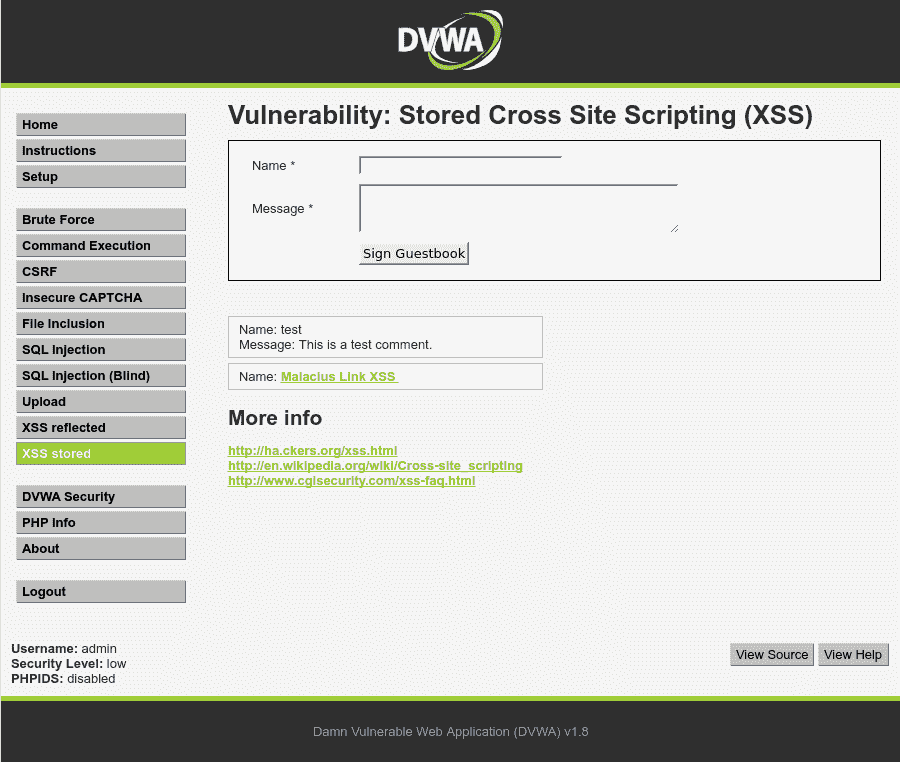 DVWA
Vulnerability: Stored Cross Site Scripting (XSS)
Home
Instructions
Setup
Brute Force
Command Execution
CSRF
Insecure CAPTCHA
File Inclusion
SQL Injection
SQL Injection (Blind)
Upload
XSS reflected
XSS stored
DVWA Security
PHP Info
About
Logout
Name *
Message *
Sign Guestbook
Name: test
Message: This is a test comment.
Name: Malacius Link XSS
More info
http://ha.ckers.org/xss.html
http://en.wikipedia.org/wiki/Cross-site_scripting
http://www.cgisecurity.com/xss-faq.html
Username: admin
Security Level: low
PHPIDS: disabled
View Source View Help
Damn Vulnerable Web Application (DVWA) v1.8